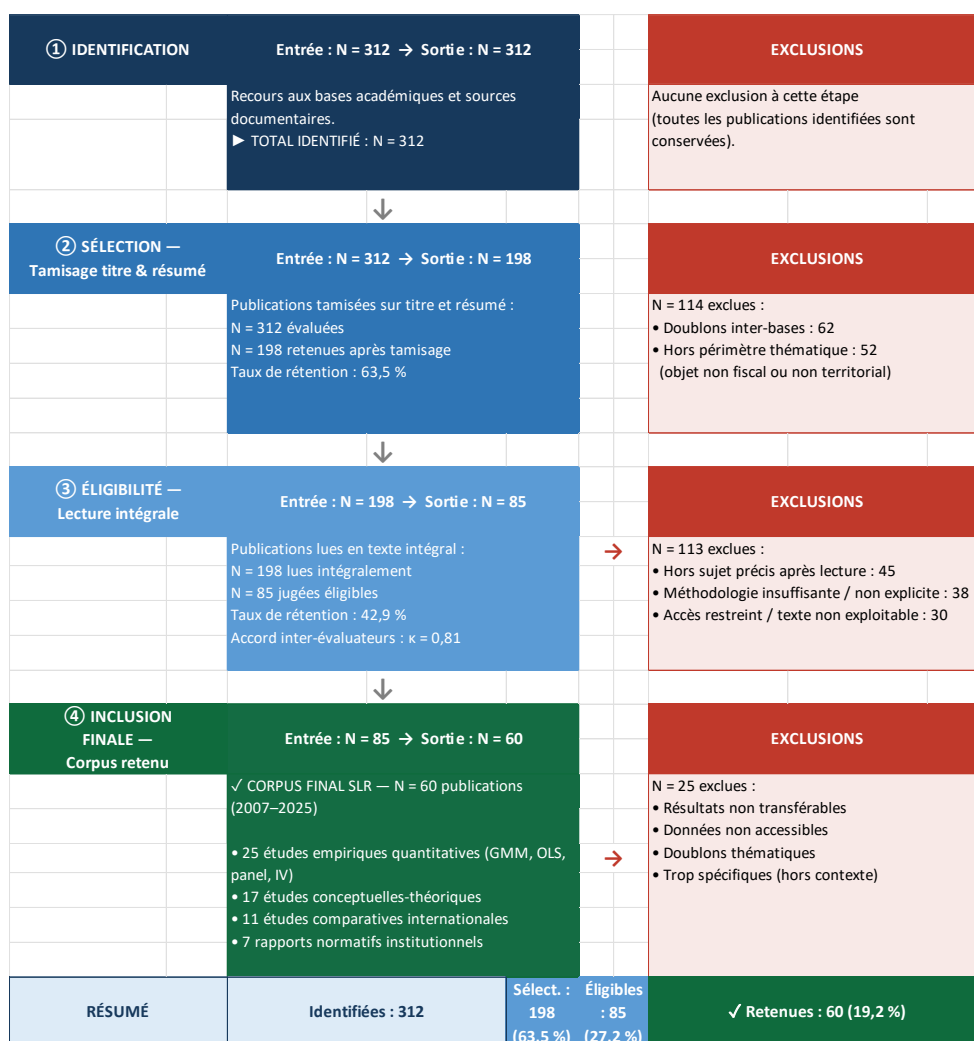 ① IDENTIFICATION
Entrée : N = 312 → Sortie : N = 312
EXCLUSIONS
Recours aux bases académiques et sources
documentaires.
► TOTAL IDENTIFIÉ : N = 312
Aucune exclusion à cette étape
(toutes les publications identifiées sont
conservées).
↓
② SÉLECTION —
Tamisage titre & résumé
Entrée : N = 312 → Sortie : N = 198
EXCLUSIONS
Publications tamisées sur titre et résumé :
N = 312 évaluées
N = 198 retenues après tamisage
Taux de rétention : 63,5 %
N = 114 exclues :
• Doublons inter-bases : 62
• Hors périmètre thématique : 52
(objet non fiscal ou non territorial)
↓
③ ÉLIGIBILITÉ —
Lecture intégrale
Entrée : N = 198 → Sortie : N = 85
EXCLUSIONS
Publications lues en texte intégral :
N = 198 lues intégralement
N = 85 jugées éligibles
Taux de rétention : 42,9 %
Accord inter-évaluateurs : κ = 0,81
→
N = 113 exclues :
• Hors sujet précis après lecture : 45
• Méthodologie insuffisante / non explicite : 38
• Accès restreint / texte non exploitable : 30
↓
④ INCLUSION
FINALE —
Corpus retenu
Entrée : N = 85 → Sortie : N = 60
EXCLUSIONS
✓ CORPUS FINAL SLR — N = 60 publications
(2007–2025)
• 25 études empiriques quantitatives (GMM, OLS,
panel, IV)
• 17 études conceptuelles-théoriques
• 11 études comparatives internationales
• 7 rapports normatifs institutionnels
→
N = 25 exclues :
• Résultats non transférables
• Données non accessibles
• Doublons thématiques
• Trop spécifiques (hors contexte)
RÉSUMÉ
Identifiées : 312
Sélect. :
198
(63,5 %)
Éligibles
: 85
(27,2 %)
✓ Retenues : 60 (19,2 %)